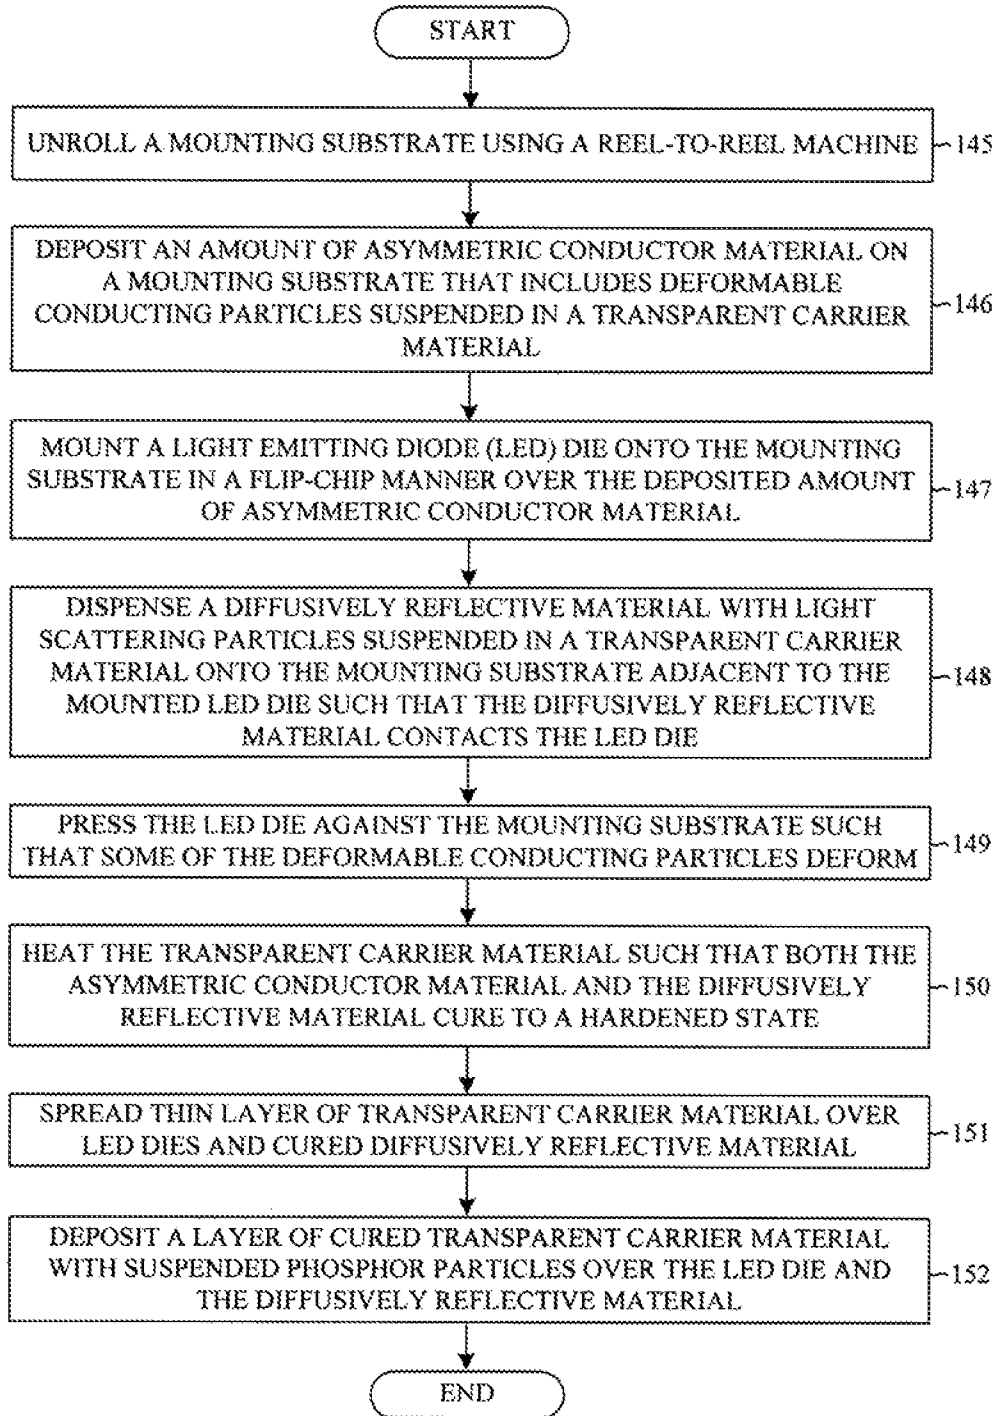 START
UNROLL A MOUNTING SUBSTRATE USING A REEL-TO-REEL MACHINE
145
DEPOSIT AN AMOUNT OF ASYMMETRIC CONDUCTOR MATERIAL ON
A MOUNTING SUBSTRATE THAT INCLUDES DEFORMABLE
CONDUCTING PARTICLES SUSPENDED IN A TRANSPARENT CARRIER
MATERIAL
146
MOUNT A LIGHT EMITTING DIODE (LED) DIE ONTO THE MOUNTING
SUBSTRATE IN A FLIP-CHIP MANNER OVER THE DEPOSITED AMOUNT
OF ASYMMETRIC CONDUCTOR MATERIAL
147
DISPENSE A DIFFUSIVELY REFLECTIVE MATERIAL WITH LIGHT
SCATTERING PARTICLES SUSPENDED IN A TRANSPARENT CARRIER
MATERIAL ONTO THE MOUNTING SUBSTRATE ADJACENT TO THE
MOUNTED LED DIE SUCH THAT THE DIFFUSIVELY REFLECTIVE
MATERIAL CONTACTS THE LED DIE
148
PRESS THE LED DIE AGAINST THE MOUNTING SUBSTRATE SUCH
THAT SOME OF THE DEFORMABLE CONDUCTING PARTICLES DEFORM
149
HEAT THE TRANSPARENT CARRIER MATERIAL SUCH THAT BOTH THE
ASYMMETRIC CONDUCTOR MATERIAL AND THE DIFFUSIVELY
REFLECTIVE MATERIAL CURE TO A HARDENED STATE
150
SPREAD THIN LAYER OF TRANSPARENT CARRIER MATERIAL OVER
LED DIES AND CURED DIFFUSIVELY REFLECTIVE MATERIAL
151
DEPOSIT A LAYER OF CURED TRANSPARENT CARRIER MATERIAL
WITH SUSPENDED PHOSPHOR PARTICLES OVER THE LED DIE AND
THE DIFFUSIVELY REFLECTIVE MATERIAL
152
END